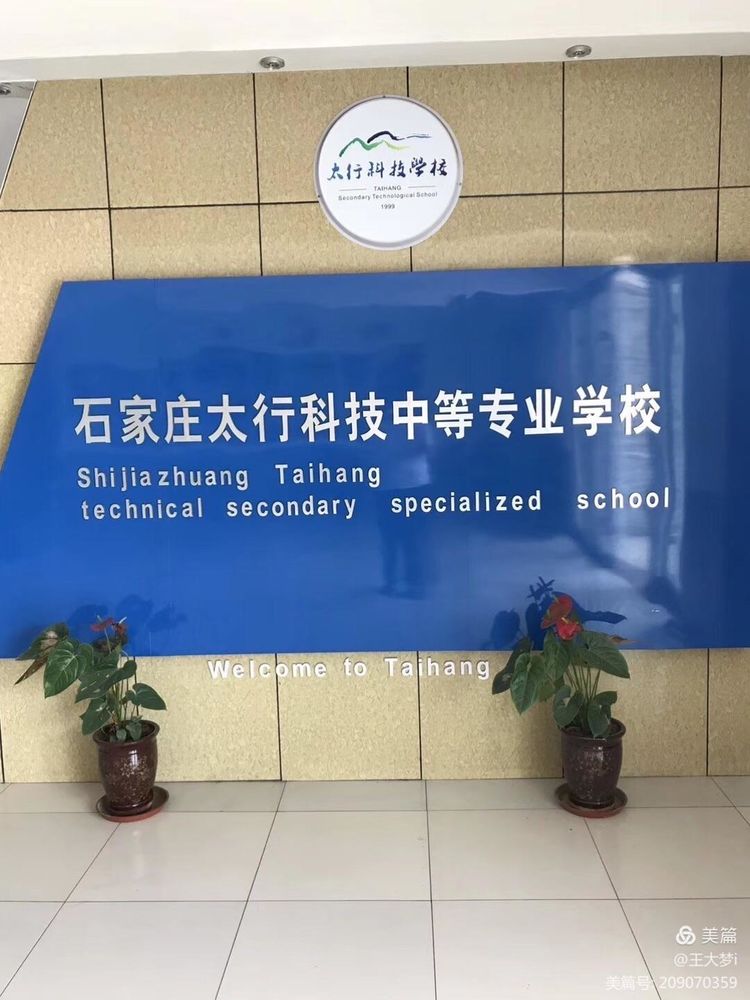 太行科技学校
TAIHANG
Secondary Technological School
1999
石家庄太行科技中等专业学校
Shijiazhuang Taihang
technical secondary specialized school
Welcome to Taihang
美篇
@王大梦i
美篇号: 209070359